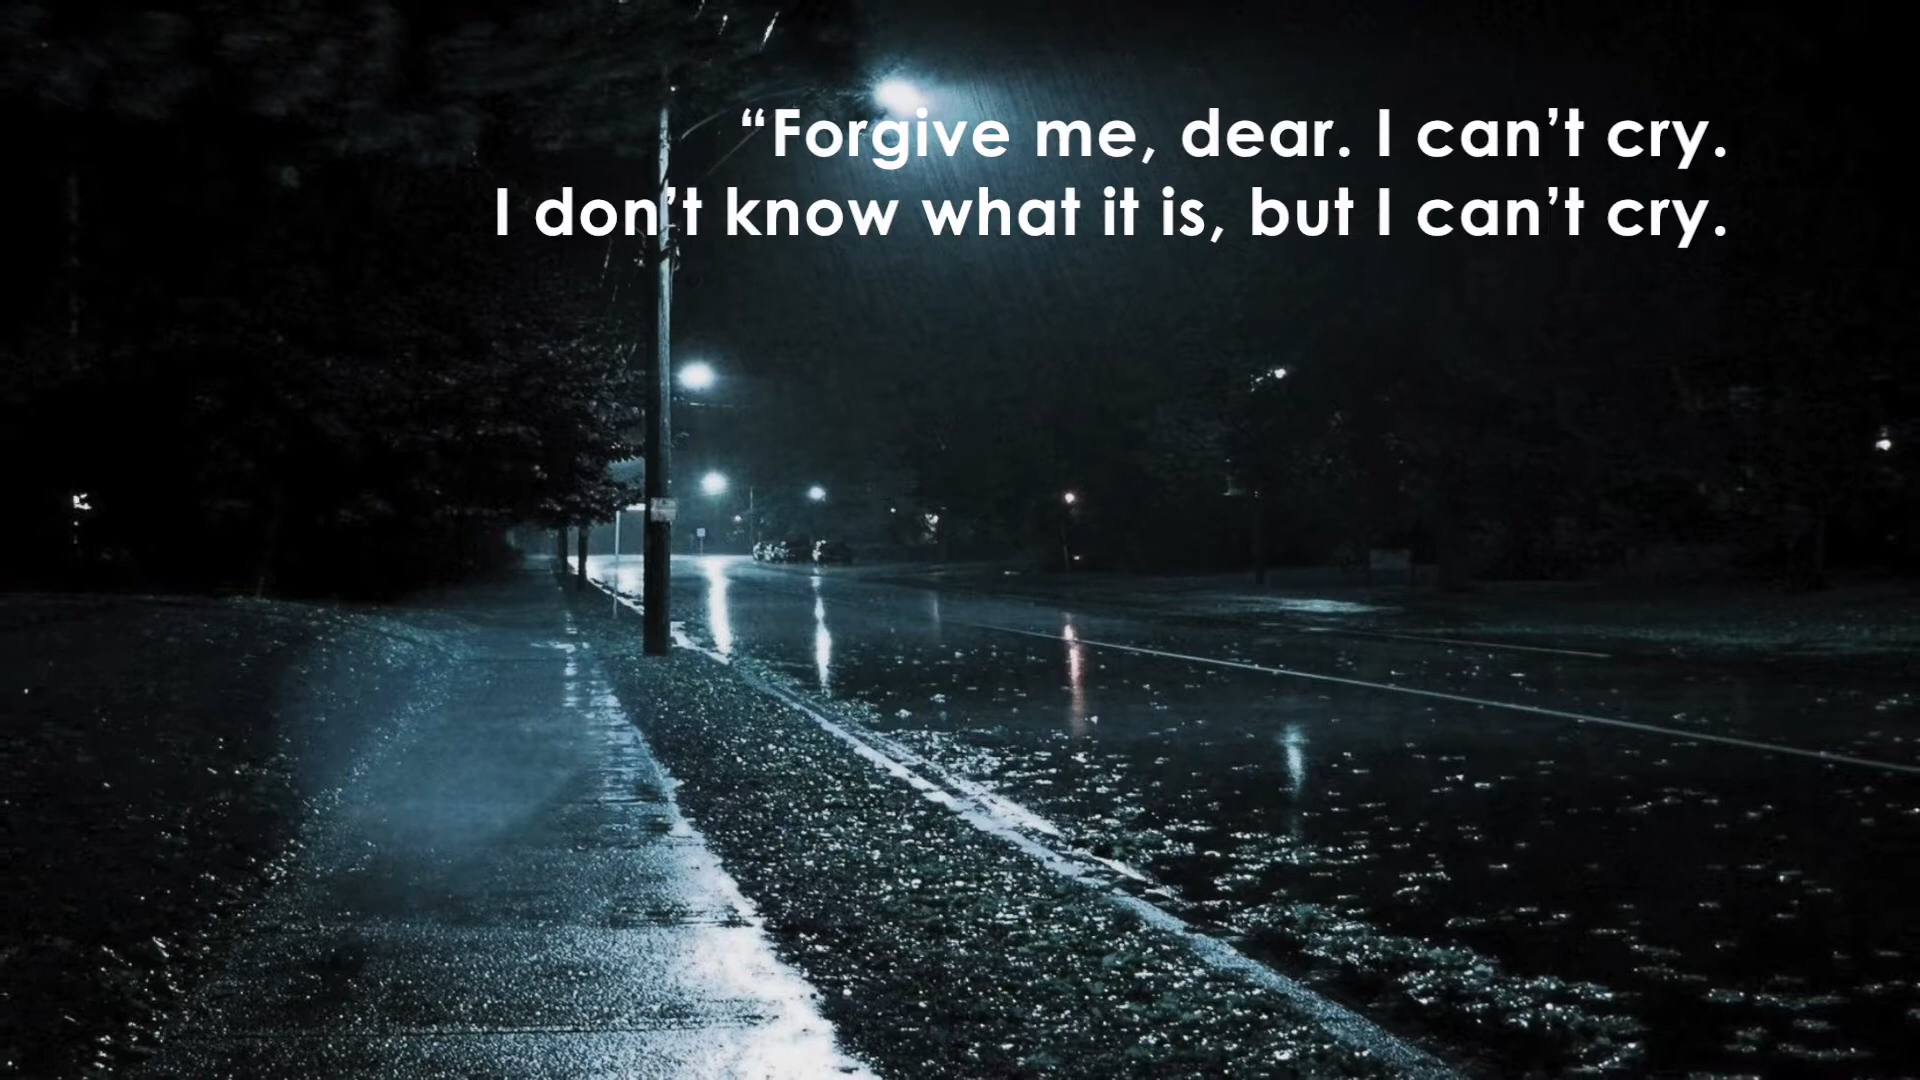 “Forgive me, dear. I can’t cry.
I don’t know what it is, but I can’t cry.